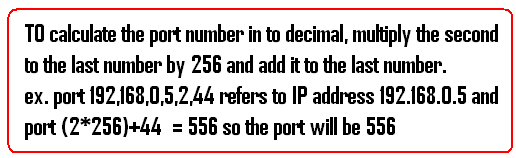 TO calculate the port number in to decimal, multiply the second
to the last number by 256 and add it to the last number.
ex. port 192,168,0,5,2,44 refers to IP address 192.168.0.5 and
port (2*256)+44 = 556 so the port will be 556